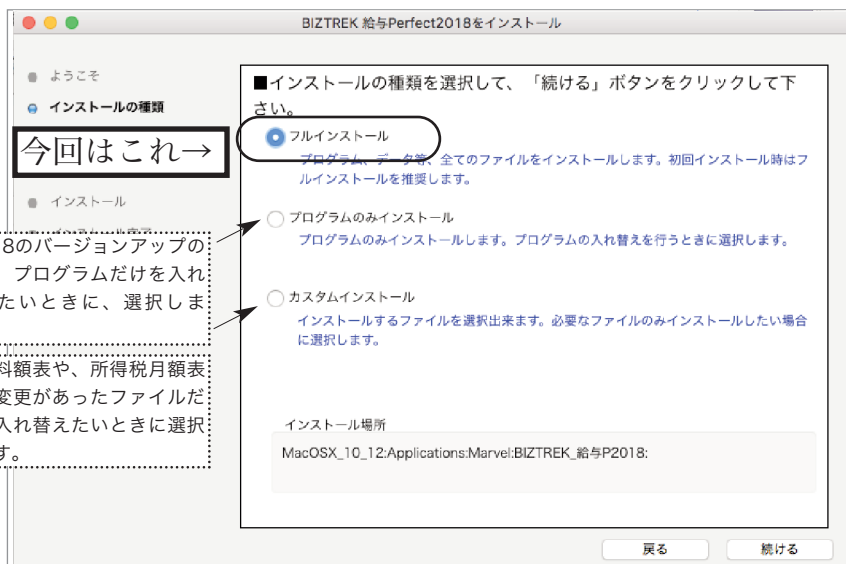 BIZTREK 給与Perfect2018をインストール
ようこそ
インストールの種類
今回はこれ→
インストール
8のバージョンアップの
プログラムだけを入れ
たいときに、選択しま
料額表や、所得税月額表
変更があったファイルだ
入れ替えたいときに選択
す。
■インストールの種類を選択して、「続ける」ボタンをクリックして下
さい。
フルインストール
プログラム、データ等、全てのファイルをインストールします。初回インストール時はフ
ルインストールを推奨します。
プログラムのみインストール
プログラムのみインストールします。プログラムの入れ替えを行うときに選択します。
カスタムインストール
インストールするファイルを選択出来ます。必要なファイルのみインストールしたい場合
に選択します。
インストール場所
MacOSX_10_12:Applications:Marvel:BIZTREK_給与P2018:
戻る
続ける